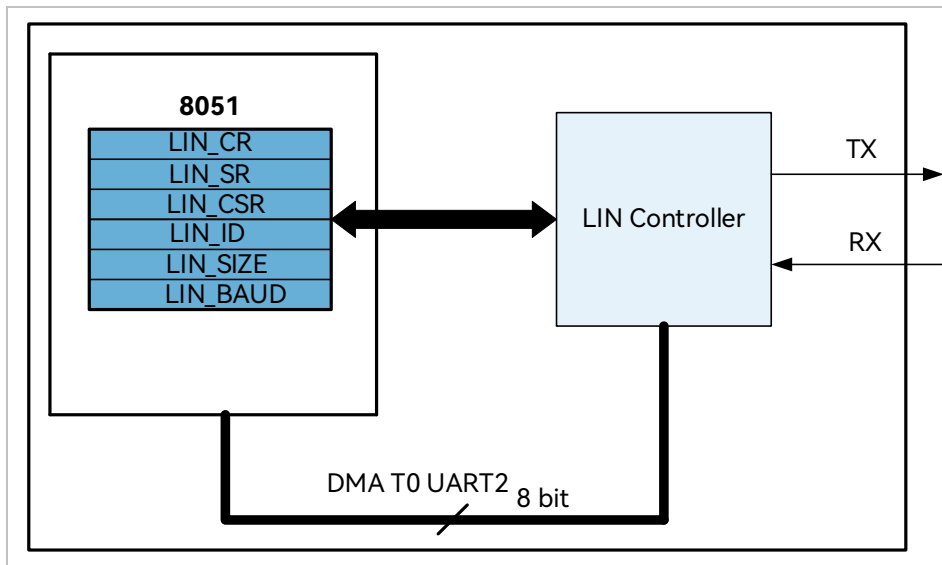 8051
LIN_CR
LIN_SR
LIN_CSR
LIN_ID
LIN_SIZE
LIN_BAUD
LIN Controller
TX
RX
DMA T0 UART2
8 bit